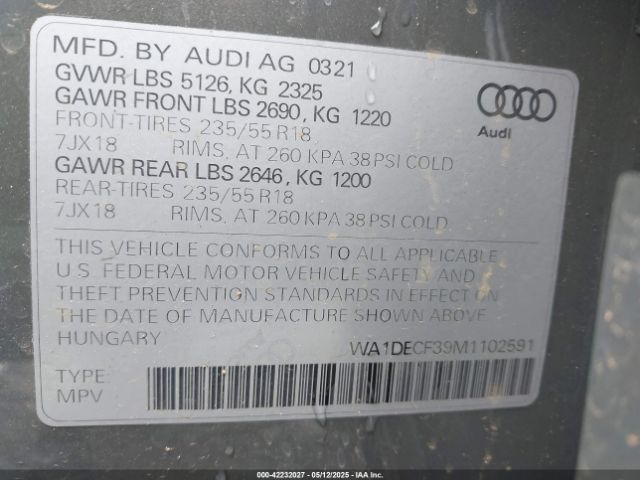 MFD. BY AUDI AG 0321
GVWR LBS 5126, KG 2325
GAWR FRONT LBS 2690, KG 1220
FRONT-TIRES 235/55 R18
7JX18 RIMS, AT 260 KPA 38 PSI COLD
GAWR REAR LBS 2646, KG 1200
REAR-TIRES 235/55 R18
7JX18 RIMS, AT 260 KPA 38 PSI COLD
Audi
THIS VEHICLE CONFORMS TO ALL APPLICABLE
U.S. FEDERAL MOTOR VEHICLE SAFETY AND
THEFT PREVENTION STANDARDS IN EFFECT ON
THE DATE OF MANUFACTURE SHOWN ABOVE
HUNGARY
WA1DECF39M1102591
TYPE:
MPV
000-42232027 - 05/12/2025 - IAAI.COM